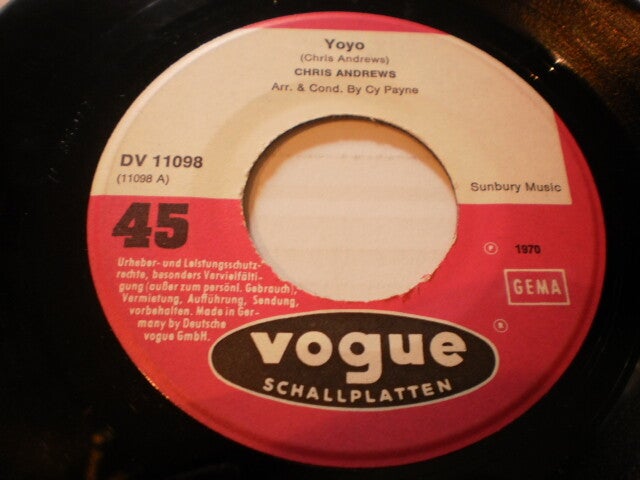 Yoyo
(Chris Andrews)
CHRIS ANDREWS
Arr. & Cond. By Cy Payne
DV 11098
(11098 A)
Sunbury Music
45
℗ 1970
GEMA
Urheber- und Leistungsschutz-
rechte, besonders Vervielfälti-
gung (außer zum persönl. Gebrauch),
Vermietung, Aufführung, Sendung,
vorbehalten. Made in Ger-
many by Deutsche
vogue GmbH.
®
vogue
SCHALLPLATTEN